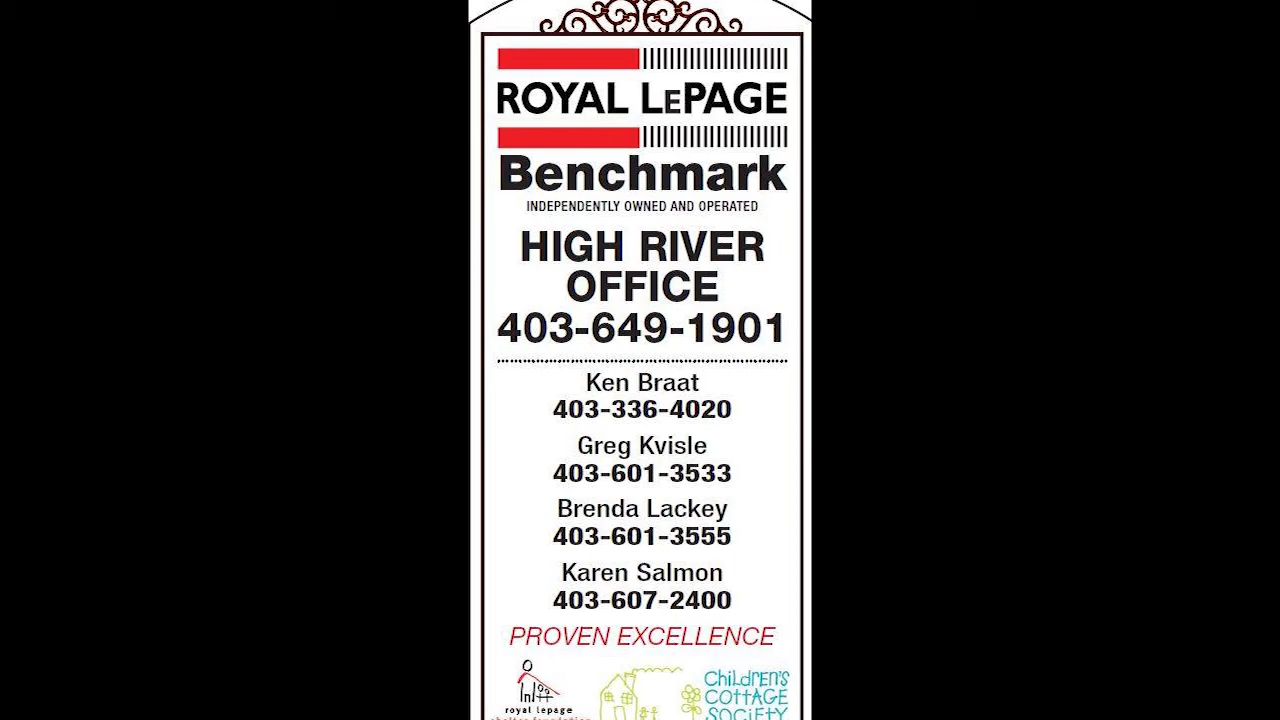 ROYAL LEPAGE
Benchmark
INDEPENDENTLY OWNED AND OPERATED
HIGH RIVER
OFFICE
403-649-1901
Ken Braat
403-336-4020
Greg Kvisle
403-601-3533
Brenda Lackey
403-601-3555
Karen Salmon
403-607-2400
PROVEN EXCELLENCE
royal lepage
shelter foundation
CHiLdrEN'S
COTTAGE
SOCiETY